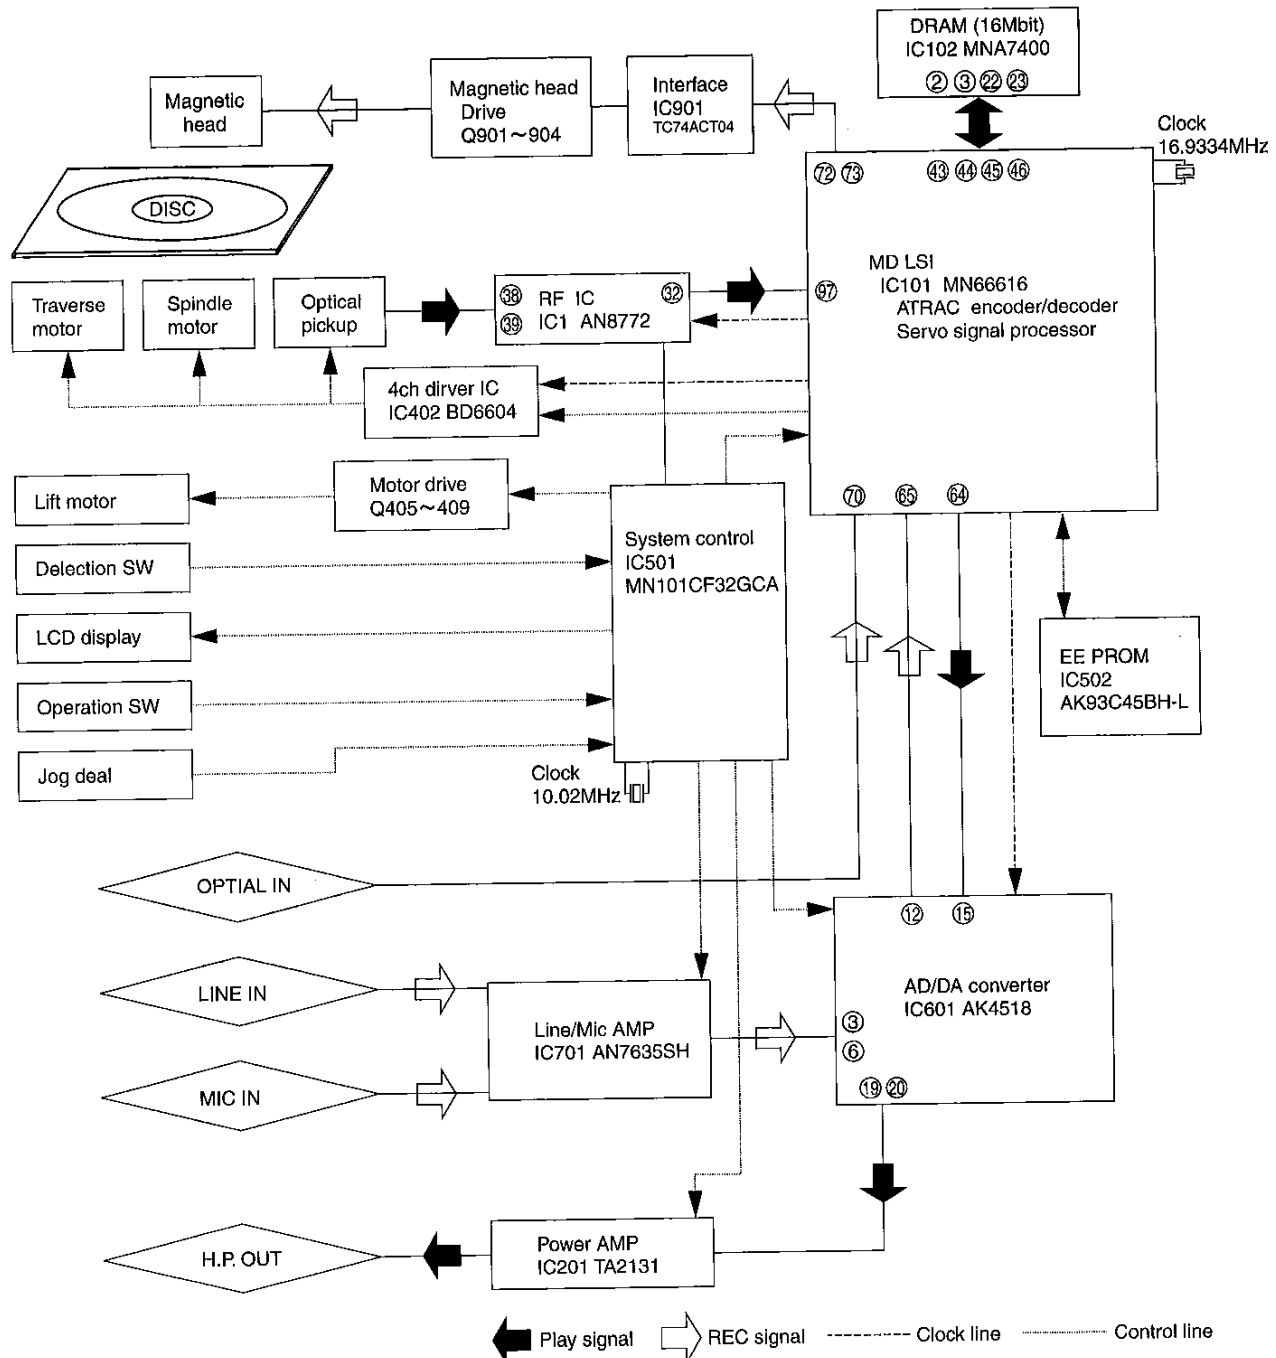 DRAM (16Mbit)
IC102 MNA7400
2 3 22 23
Magnetic
head
Magnetic head
Drive
Q901～904
Interface
IC901
TC74ACT04
Clock
16.9334MHz
72 73 43 44 45 46
DISC
MD LSI
IC101 MN66616
ATRAC encoder/decoder
Servo signal processor
97
Traverse
motor
Spindle
motor
Optical
pickup
38 RF IC 32
39 IC1 AN8772
4ch dirver IC
IC402 BD6604
70 65 64
Lift motor
Motor drive
Q405～409
System control
IC501
MN101CF32GCA
Delection SW
LCD display
Operation SW
Jog deal
EE PROM
IC502
AK93C45BH-L
Clock
10.02MHz
OPTIAL IN
12 15
LINE IN
AD/DA converter
IC601 AK4518
Line/Mic AMP
IC701 AN7635SH
3
6
MIC IN
19 20
H.P. OUT
Power AMP
IC201 TA2131
Play signal REC signal Clock line Control line